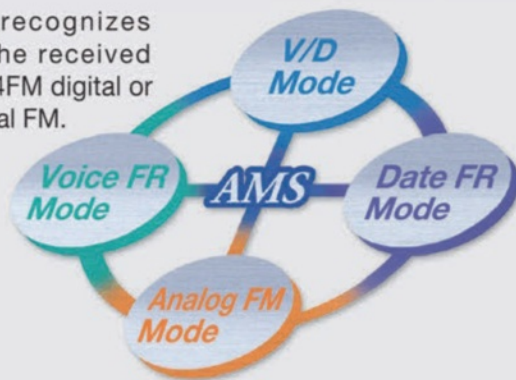 recognizes
he received
4FM digital or
al FM.
V/D
Mode
Voice FR
Mode
AMS
Date FR
Mode
Analog FM
Mode